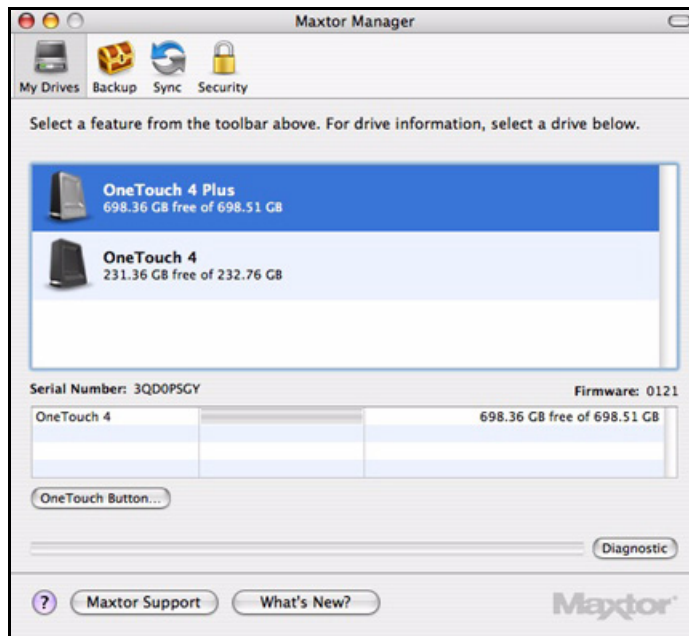 Maxtor Manager
My Drives Backup Sync Security
Select a feature from the toolbar above. For drive information, select a drive below.
OneTouch 4 Plus
698.36 GB free of 698.51 GB
OneTouch 4
231.36 GB free of 232.76 GB
Serial Number: 3QD0PSGY Firmware: 0121
OneTouch 4 698.36 GB free of 698.51 GB
OneTouch Button...
Diagnostic
? Maxtor Support What's New? Maxtor